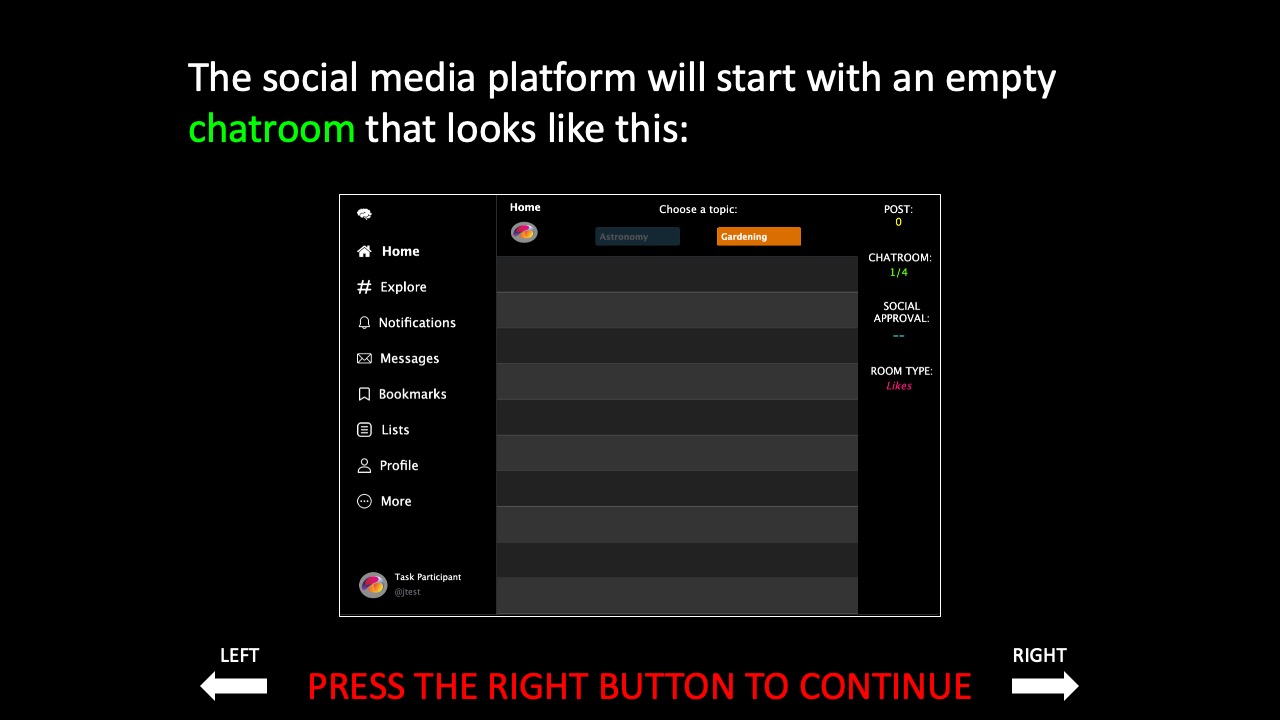 The social media platform will start with an empty
chatroom that looks like this:
Home
Explore
Notifications
Messages
Bookmarks
Lists
Profile
More
Task Participant
@jtest
Home
Choose a topic:
Astronomy
Gardening
POST:
0
CHATROOM:
1/4
SOCIAL
APPROVAL:
--
ROOM TYPE:
Likes
LEFT
PRESS THE RIGHT BUTTON TO CONTINUE
RIGHT